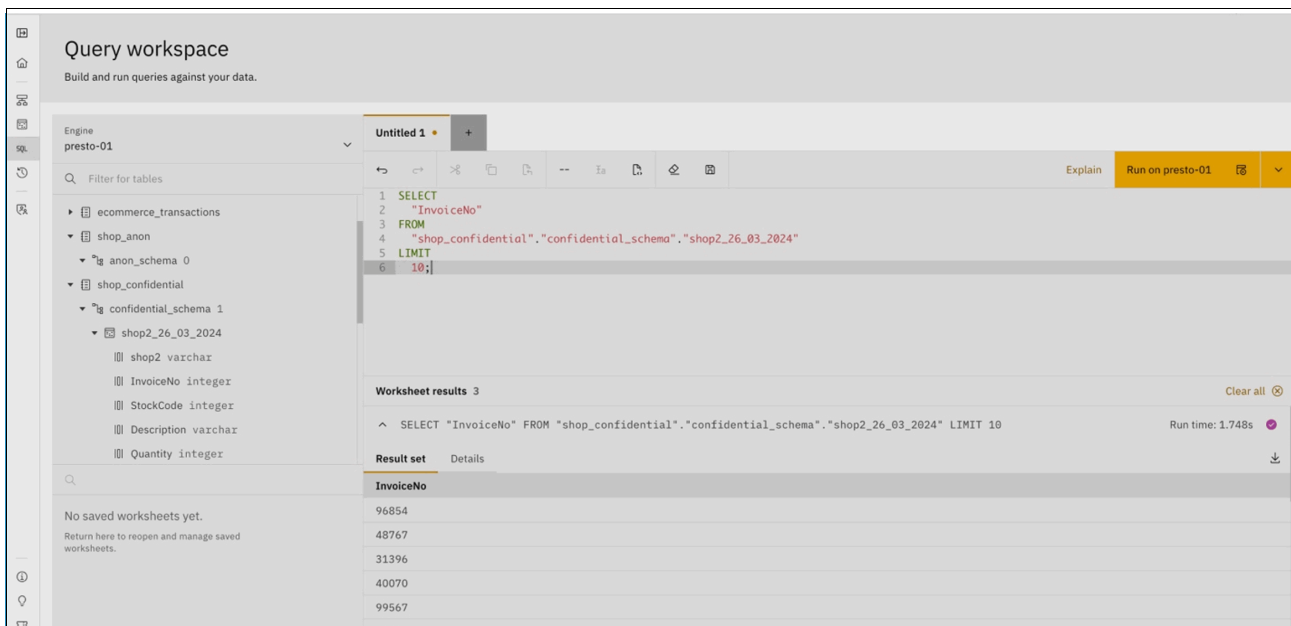 Query workspace
Build and run queries against your data.
SQL
Engine
presto-01
Filter for tables
ecommerce_transactions
shop_anon
anon_schema 0
shop_confidential
confidential_schema 1
shop2_26_03_2024
shop2 varchar
InvoiceNo integer
StockCode integer
Description varchar
Quantity integer
No saved worksheets yet.
Return here to reopen and manage saved
worksheets.
Untitled 1
+
Explain
Run on presto-01
1 SELECT
2 "InvoiceNo"
3 FROM
4 "shop_confidential"."confidential_schema"."shop2_26_03_2024"
5 LIMIT
6 10;
Worksheet results 3
Clear all
SELECT "InvoiceNo" FROM "shop_confidential"."confidential_schema"."shop2_26_03_2024" LIMIT 10
Run time: 1.748s
Result set Details
InvoiceNo
96854
48767
31396
40070
99567